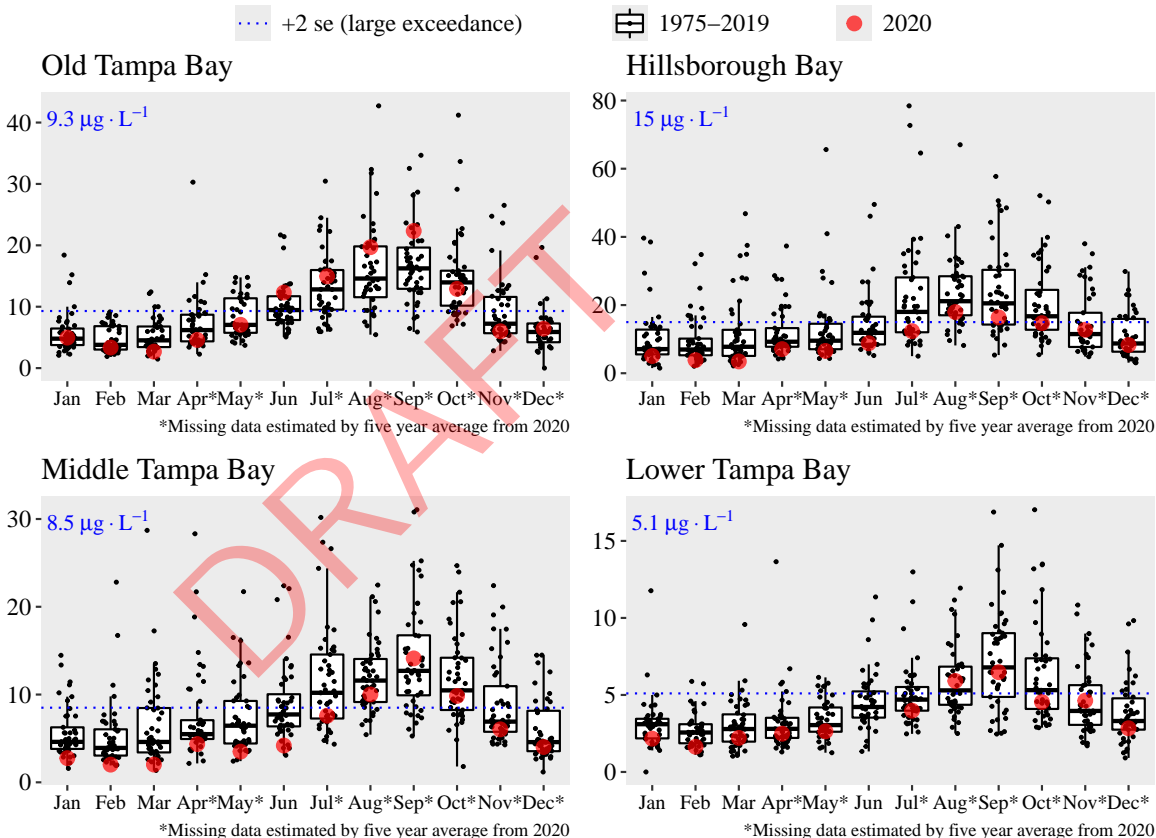 +2 se (large exceedance) 1975−2019 2020
Old Tampa Bay
9.3 μg ⋅ L⁻¹
40
30
20
10
0
Jan Feb Mar Apr* May* Jun Jul* Aug* Sep* Oct* Nov* Dec*
*Missing data estimated by five year average from 2020
Hillsborough Bay
15 μg ⋅ L⁻¹
80
60
40
20
0
Jan Feb Mar Apr* May* Jun Jul* Aug* Sep* Oct* Nov* Dec*
*Missing data estimated by five year average from 2020
Middle Tampa Bay
8.5 μg ⋅ L⁻¹
30
20
10
0
Jan Feb Mar Apr* May* Jun Jul* Aug* Sep* Oct* Nov* Dec*
*Missing data estimated by five year average from 2020
Lower Tampa Bay
5.1 μg ⋅ L⁻¹
15
10
5
0
Jan Feb Mar Apr* May* Jun Jul* Aug* Sep* Oct* Nov* Dec*
*Missing data estimated by five year average from 2020
DRAFT